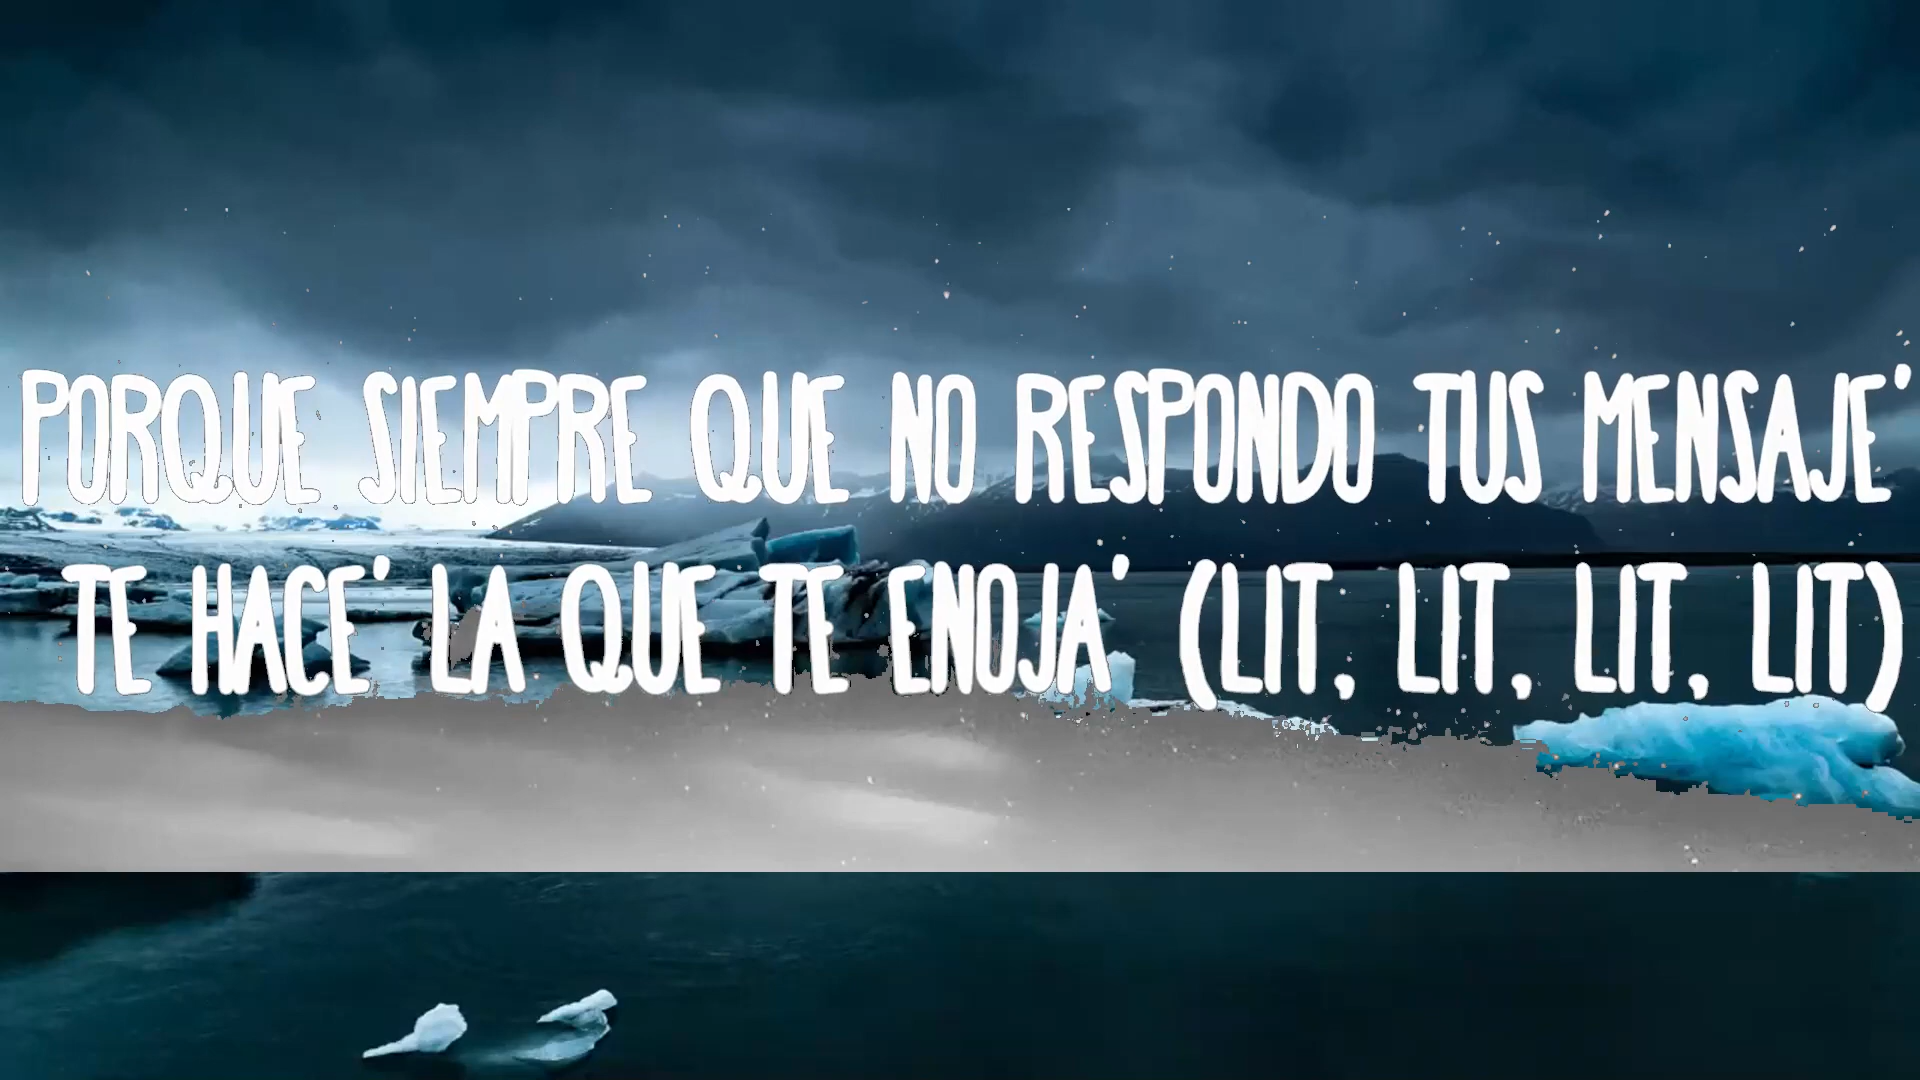 PORQUE SIEMPRE QUE NO RESPONDO TUS MENSAJE'
TE HACE' LA QUE TE ENOJA' (LIT, LIT, LIT, LIT)